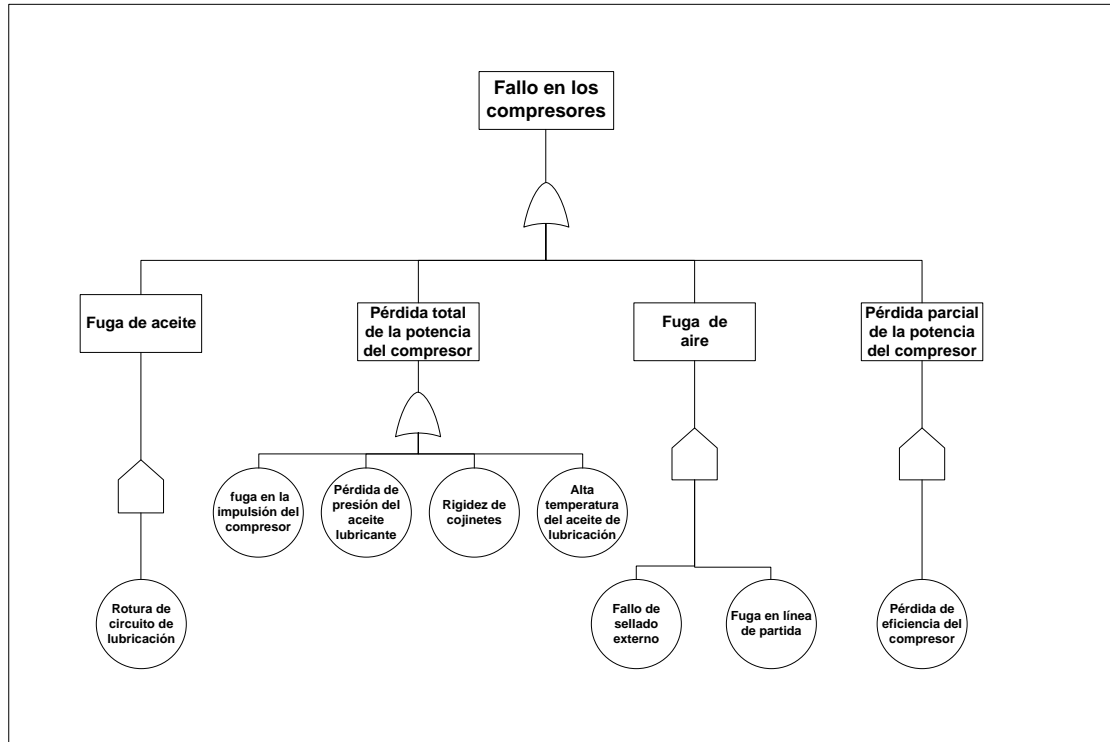 Fallo en los
compresores
Fuga de aceite
Pérdida total
de la potencia
del compresor
Fuga de
aire
Pérdida parcial
de la potencia
del compresor
fuga en la
impulsión del
compresor
Pérdida de
presión del
aceite
lubricante
Rigidez de
cojinetes
Alta
temperatura
del aceite de
lubricación
Rotura de
circuito de
lubricación
Fallo de
sellado
externo
Fuga en línea
de partida
Pérdida de
eficiencia del
compresor